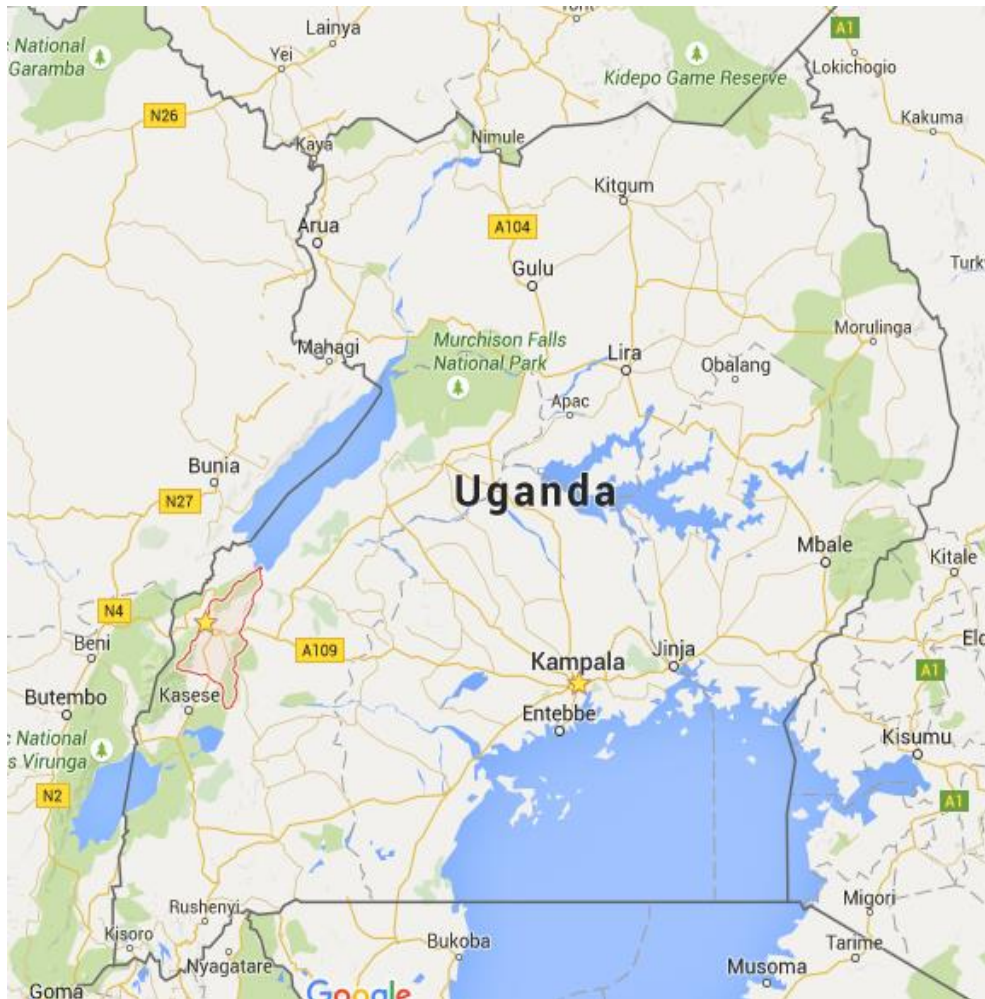 Lainya
Yei
c National
Garamba
A1
Lokichogio
Kidepo Game Reserve
N26
Kakuma
Nimule
Kaya
Kitgum
Arua
A104
Turk
Gulu
Morulinga
Murchison Falls
National Park
Mahagi
Lira
Obalang
Apac
Bunia
Uganda
N27
Mbale
Kitale
N4
Beni
A109
Jinja
Kampala
A1
Kasese
Butembo
Entebbe
c National
s Virunga
Kisumu
N2
A1
Migori
Rushenyi
Kisoro
Bukoba
Tarime
Nyagatare
Musoma
Goma
Google